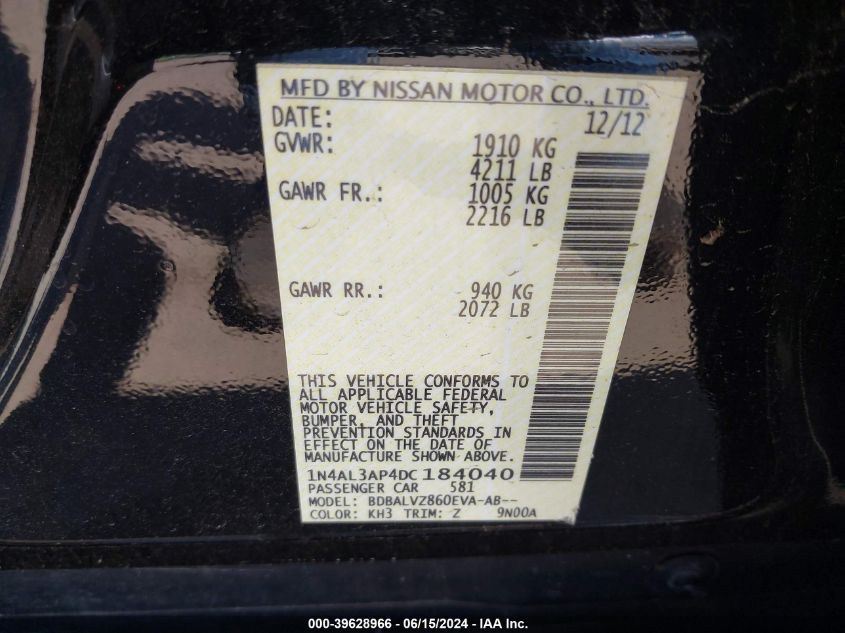 MFD BY NISSAN MOTOR CO., LTD.
DATE: 12/12
GVWR: 1910 KG
4211 LB
GAWR FR.: 1005 KG
2216 LB
GAWR RR.: 940 KG
2072 LB
THIS VEHICLE CONFORMS TO
ALL APPLICABLE FEDERAL
MOTOR VEHICLE SAFETY,
BUMPER, AND THEFT
PREVENTION STANDARDS IN
EFFECT ON THE DATE OF
MANUFACTURE SHOWN ABOVE.
1N4AL3AP4DC184040
PASSENGER CAR 581
MODEL: BDBALVZ860EVA-AB--
COLOR: KH3 TRIM: Z 9N00A
000-39628966 - 06/15/2024 - IAA Inc.